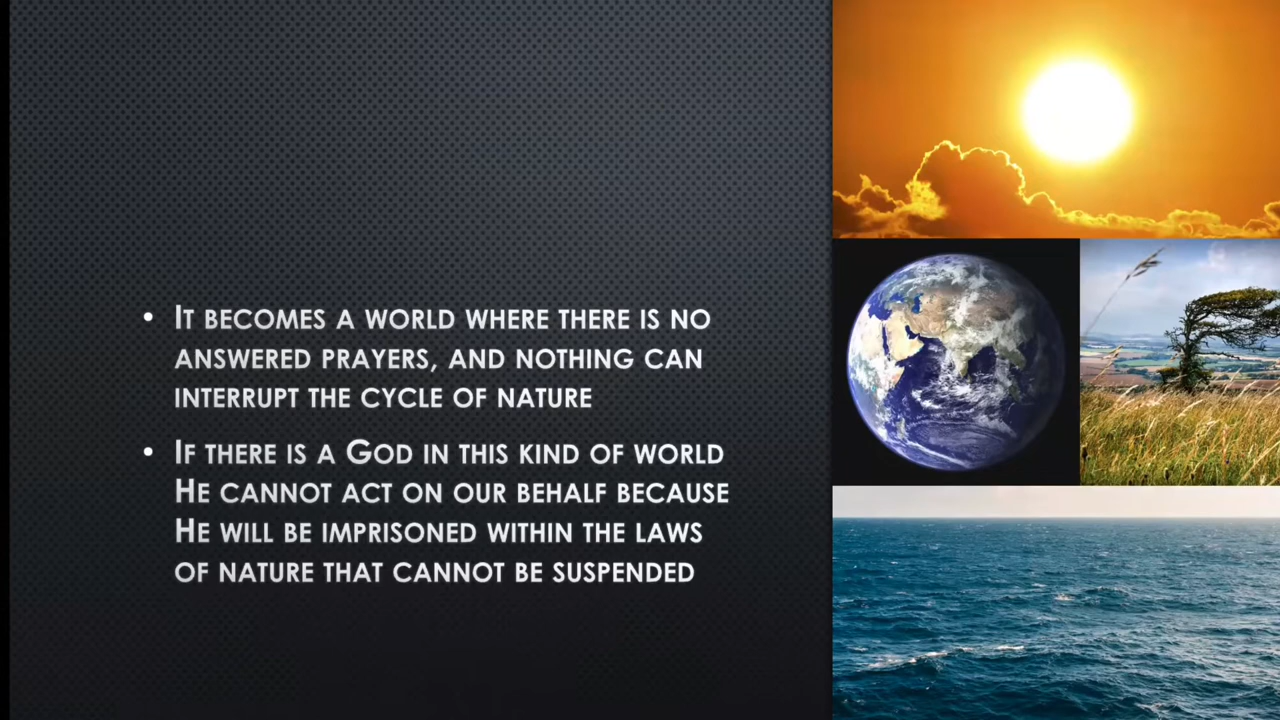 • It becomes a world where there is no
answered prayers, and nothing can
interrupt the cycle of nature
• If there is a God in this kind of world
He cannot act on our behalf because
He will be imprisoned within the laws
of nature that cannot be suspended